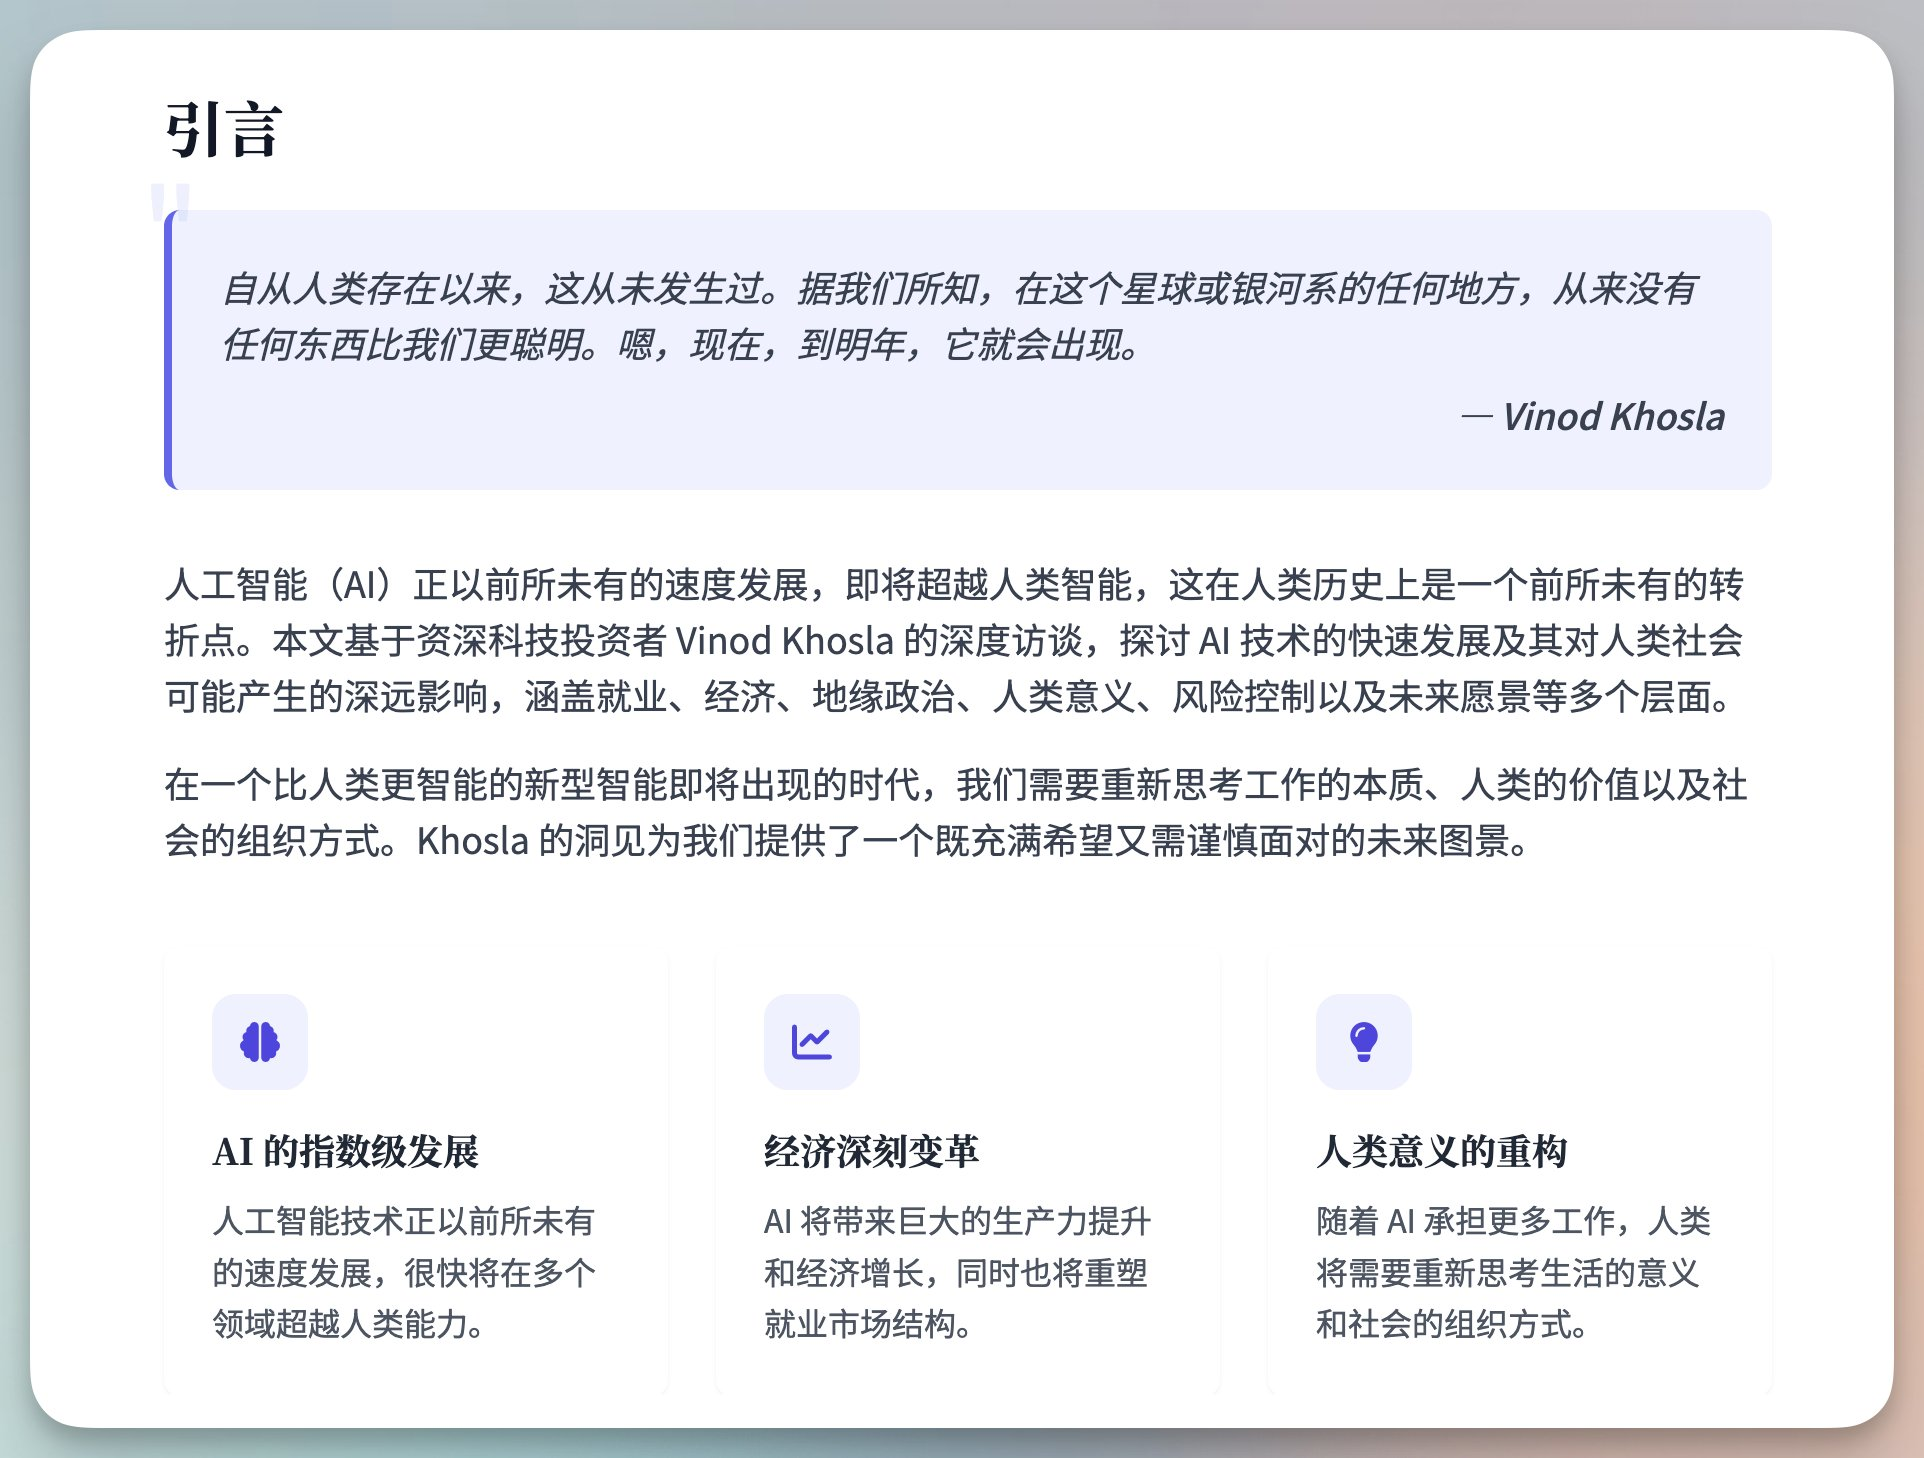 引言
"
自从人类存在以来，这从未发生过。据我们所知，在这个星球或银河系的任何地方，从来没有
任何东西比我们更聪明。嗯，现在，到明年，它就会出现。
— Vinod Khosla
人工智能（AI）正以前所未有的速度发展，即将超越人类智能，这在人类历史上是一个前所未有的转
折点。本文基于资深科技投资者 Vinod Khosla 的深度访谈，探讨 AI 技术的快速发展及其对人类社会
可能产生的深远影响，涵盖就业、经济、地缘政治、人类意义、风险控制以及未来愿景等多个层面。
在一个比人类更智能的新型智能即将出现的时代，我们需要重新思考工作的本质、人类的价值以及社
会的组织方式。Khosla 的洞见为我们提供了一个既充满希望又需谨慎面对的未来图景。
AI 的指数级发展
人工智能技术正以前所未有
的速度发展，很快将在多个
领域超越人类能力。
经济深刻变革
AI 将带来巨大的生产力提升
和经济增长，同时也将重塑
就业市场结构。
人类意义的重构
随着 AI 承担更多工作，人类
将需要重新思考生活的意义
和社会的组织方式。